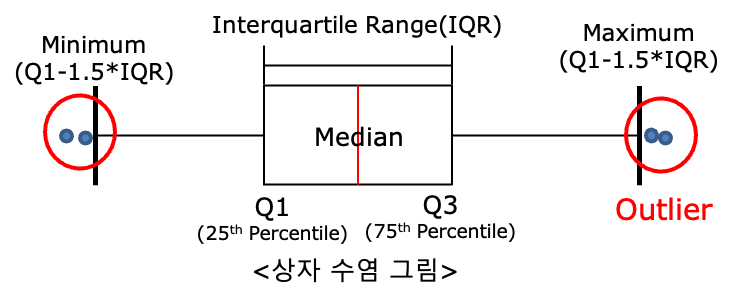 Interquartile Range(IQR)
Minimum
(Q1-1.5*IQR)
Maximum
(Q1-1.5*IQR)
Median
Q1
(25th Percentile)
Q3
(75th Percentile)
Outlier
<상자 수염 그림>